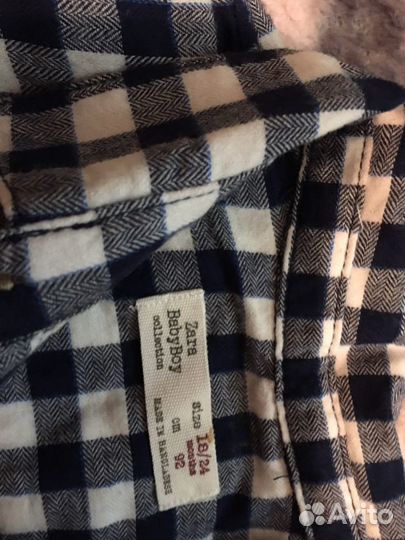 Zara
BabyBoy
collection
size 18/24
months
cm 92
MADE IN BANGLADESH
Avito